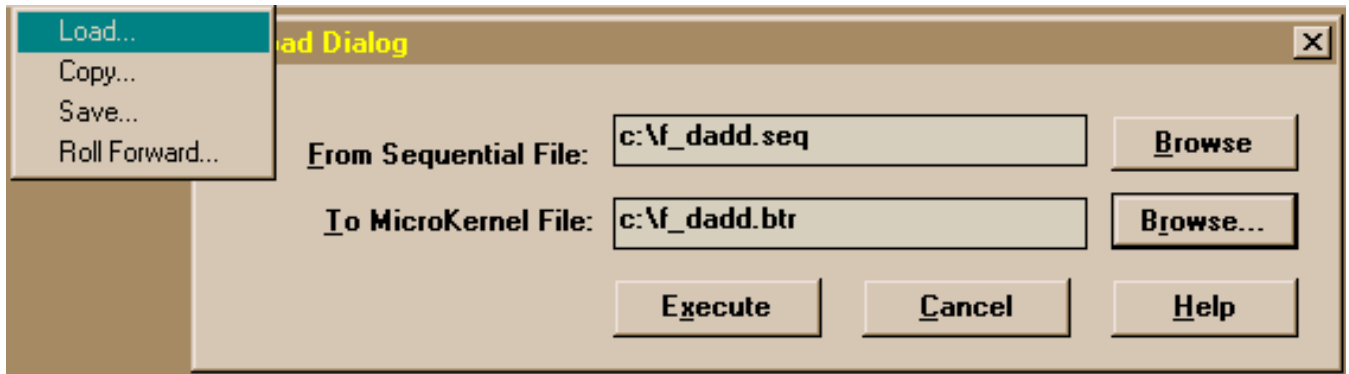 Load...
Copy...
Save...
Roll Forward...
ad Dialog
From Sequential File: c:\f_dadd.seq Browse
To MicroKernel File: c:\f_dadd.btr Browse...
Execute Cancel Help